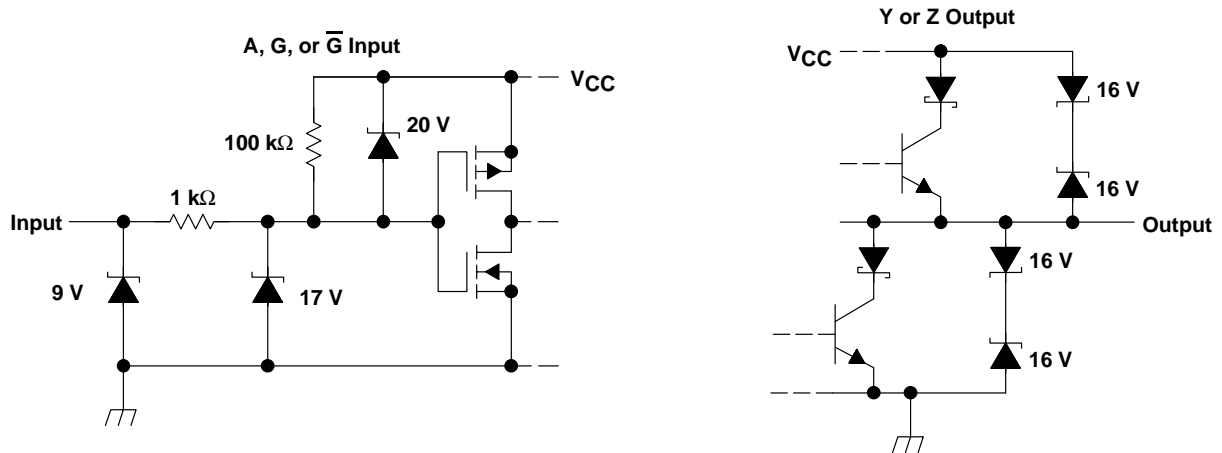 A, G, or G̅ Input
VCC
20 V
100 kΩ
1 kΩ
Input
9 V
17 V
Y or Z Output
VCC
16 V
16 V
Output
16 V
16 V